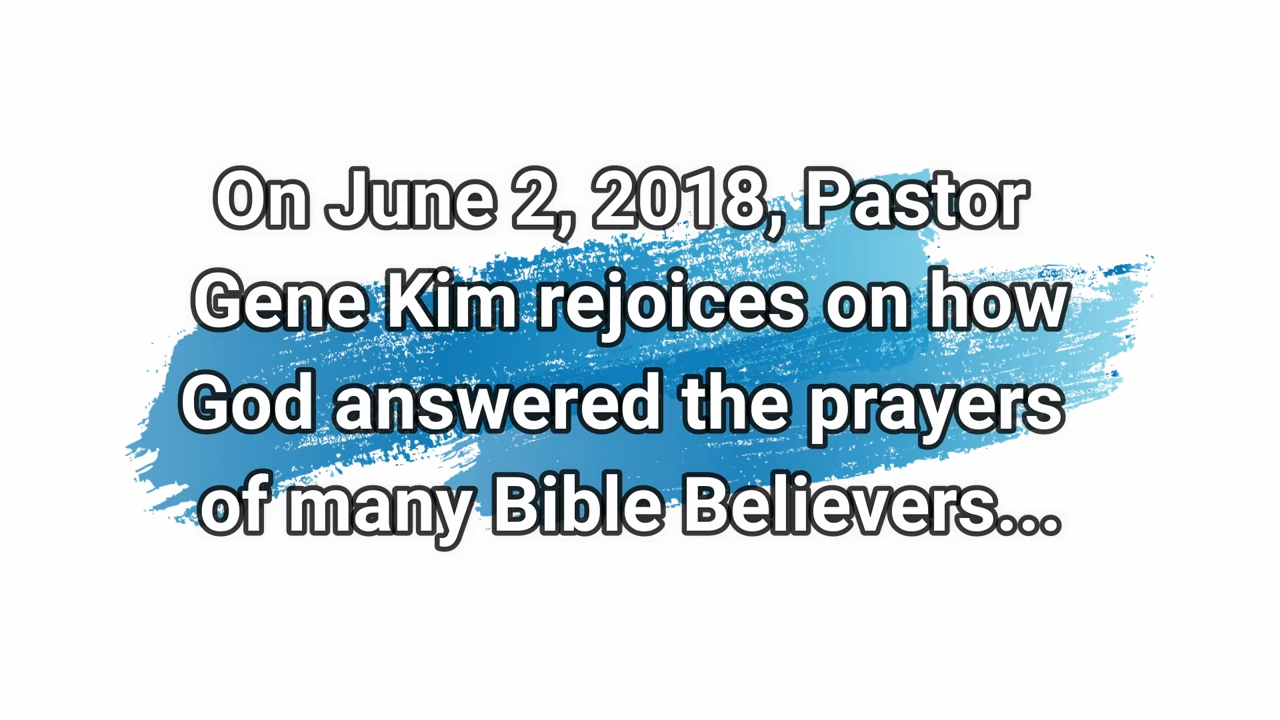 On June 2, 2018, Pastor
Gene Kim rejoices on how
God answered the prayers
of many Bible Believers...